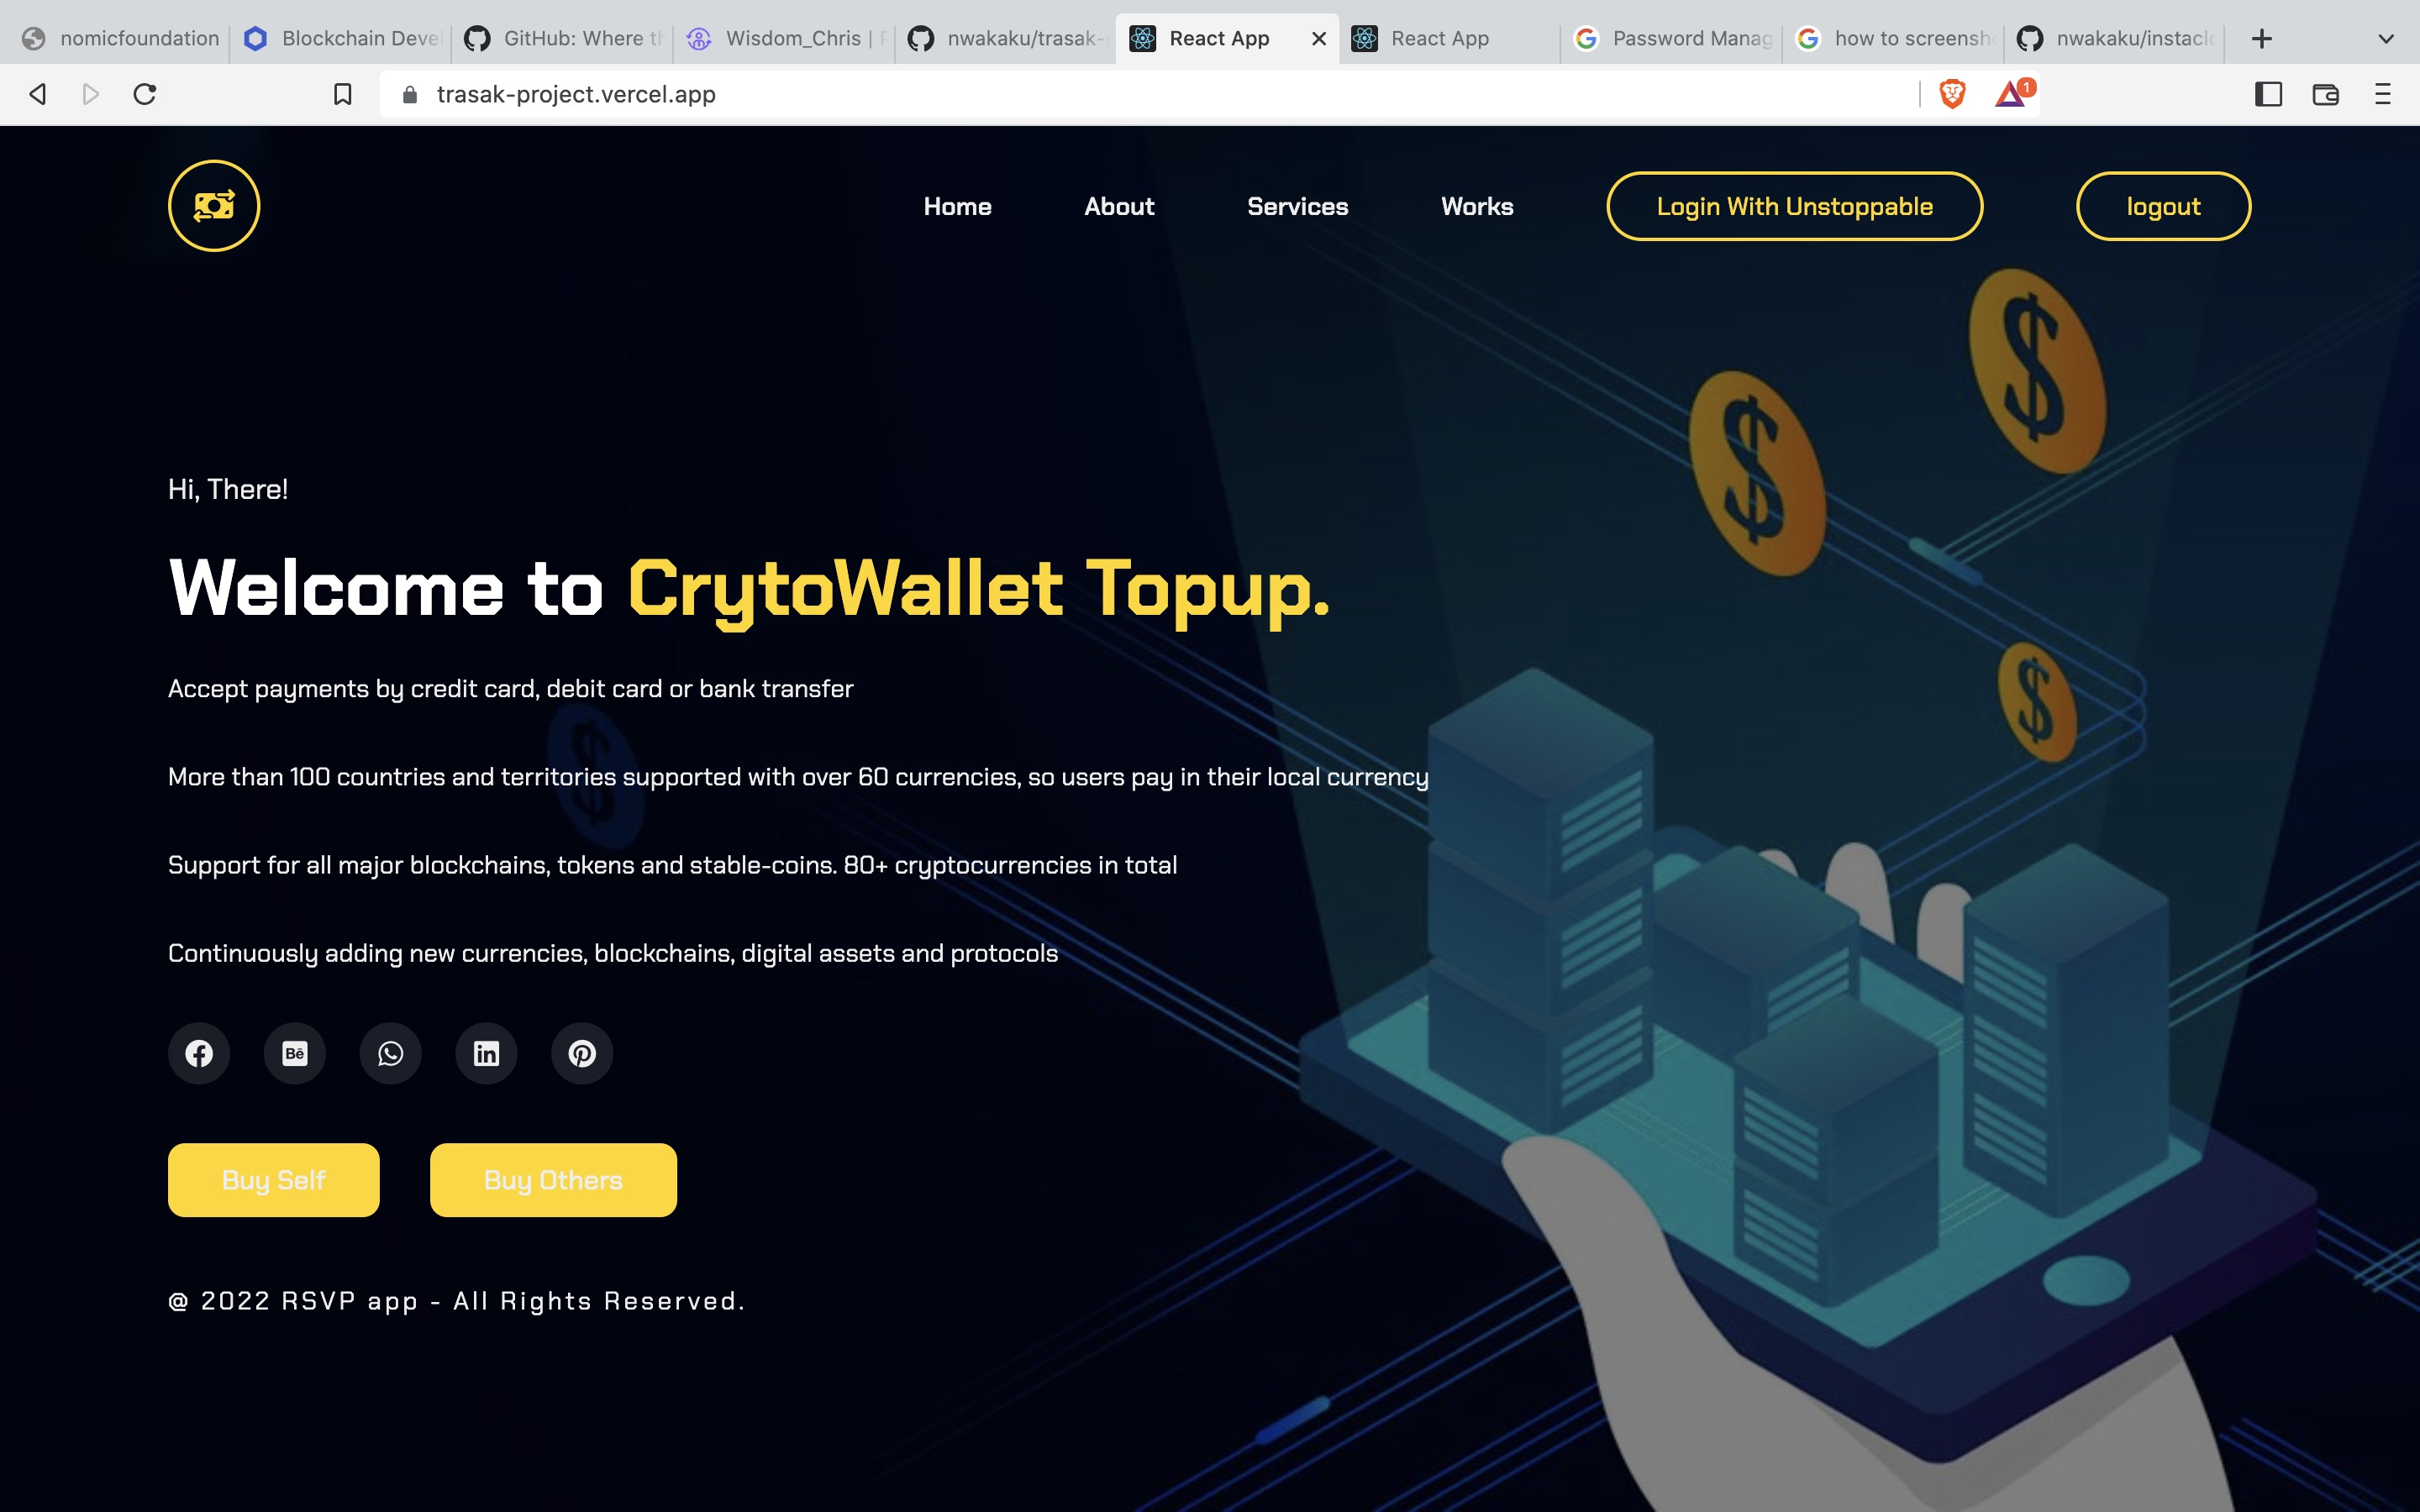 nomicfoundation
Blockchain Deve
GitHub: Where th
Wisdom_Chris |
nwakaku/trasak-
React App
React App
Password Manag
how to screensh
nwakaku/instacl
trasak-project.vercel.app
1
Home About Services Works Login With Unstoppable logout
Hi, There!
Welcome to CrytoWallet Topup.
Accept payments by credit card, debit card or bank transfer
More than 100 countries and territories supported with over 60 currencies, so users pay in their local currency
Support for all major blockchains, tokens and stable-coins. 80+ cryptocurrencies in total
Continuously adding new currencies, blockchains, digital assets and protocols
Buy Self Buy Others
@ 2022 RSVP app - All Rights Reserved.